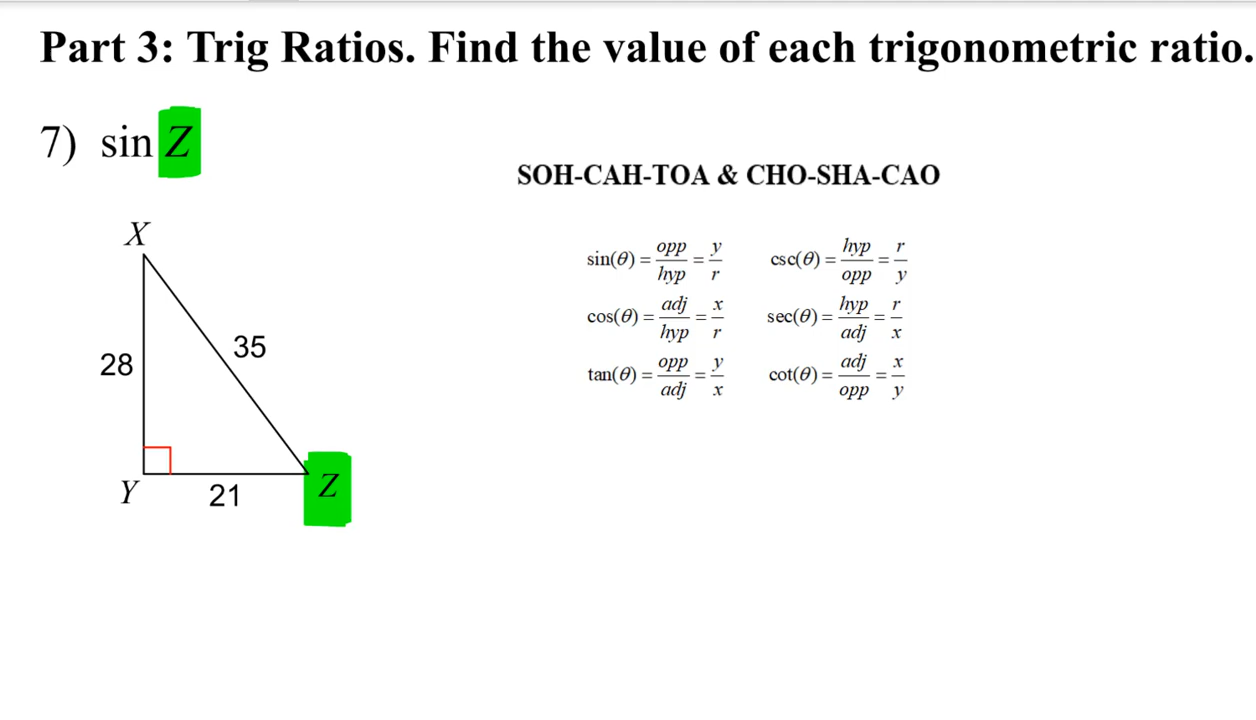 Part 3: Trig Ratios. Find the value of each trigonometric ratio.
7) sin Z
SOH-CAH-TOA & CHO-SHA-CAO
sin(θ) = opp/hyp = y/r
csc(θ) = hyp/opp = r/y
cos(θ) = adj/hyp = x/r
sec(θ) = hyp/adj = r/x
tan(θ) = opp/adj = y/x
cot(θ) = adj/opp = x/y
X
35
28
Y
21
Z